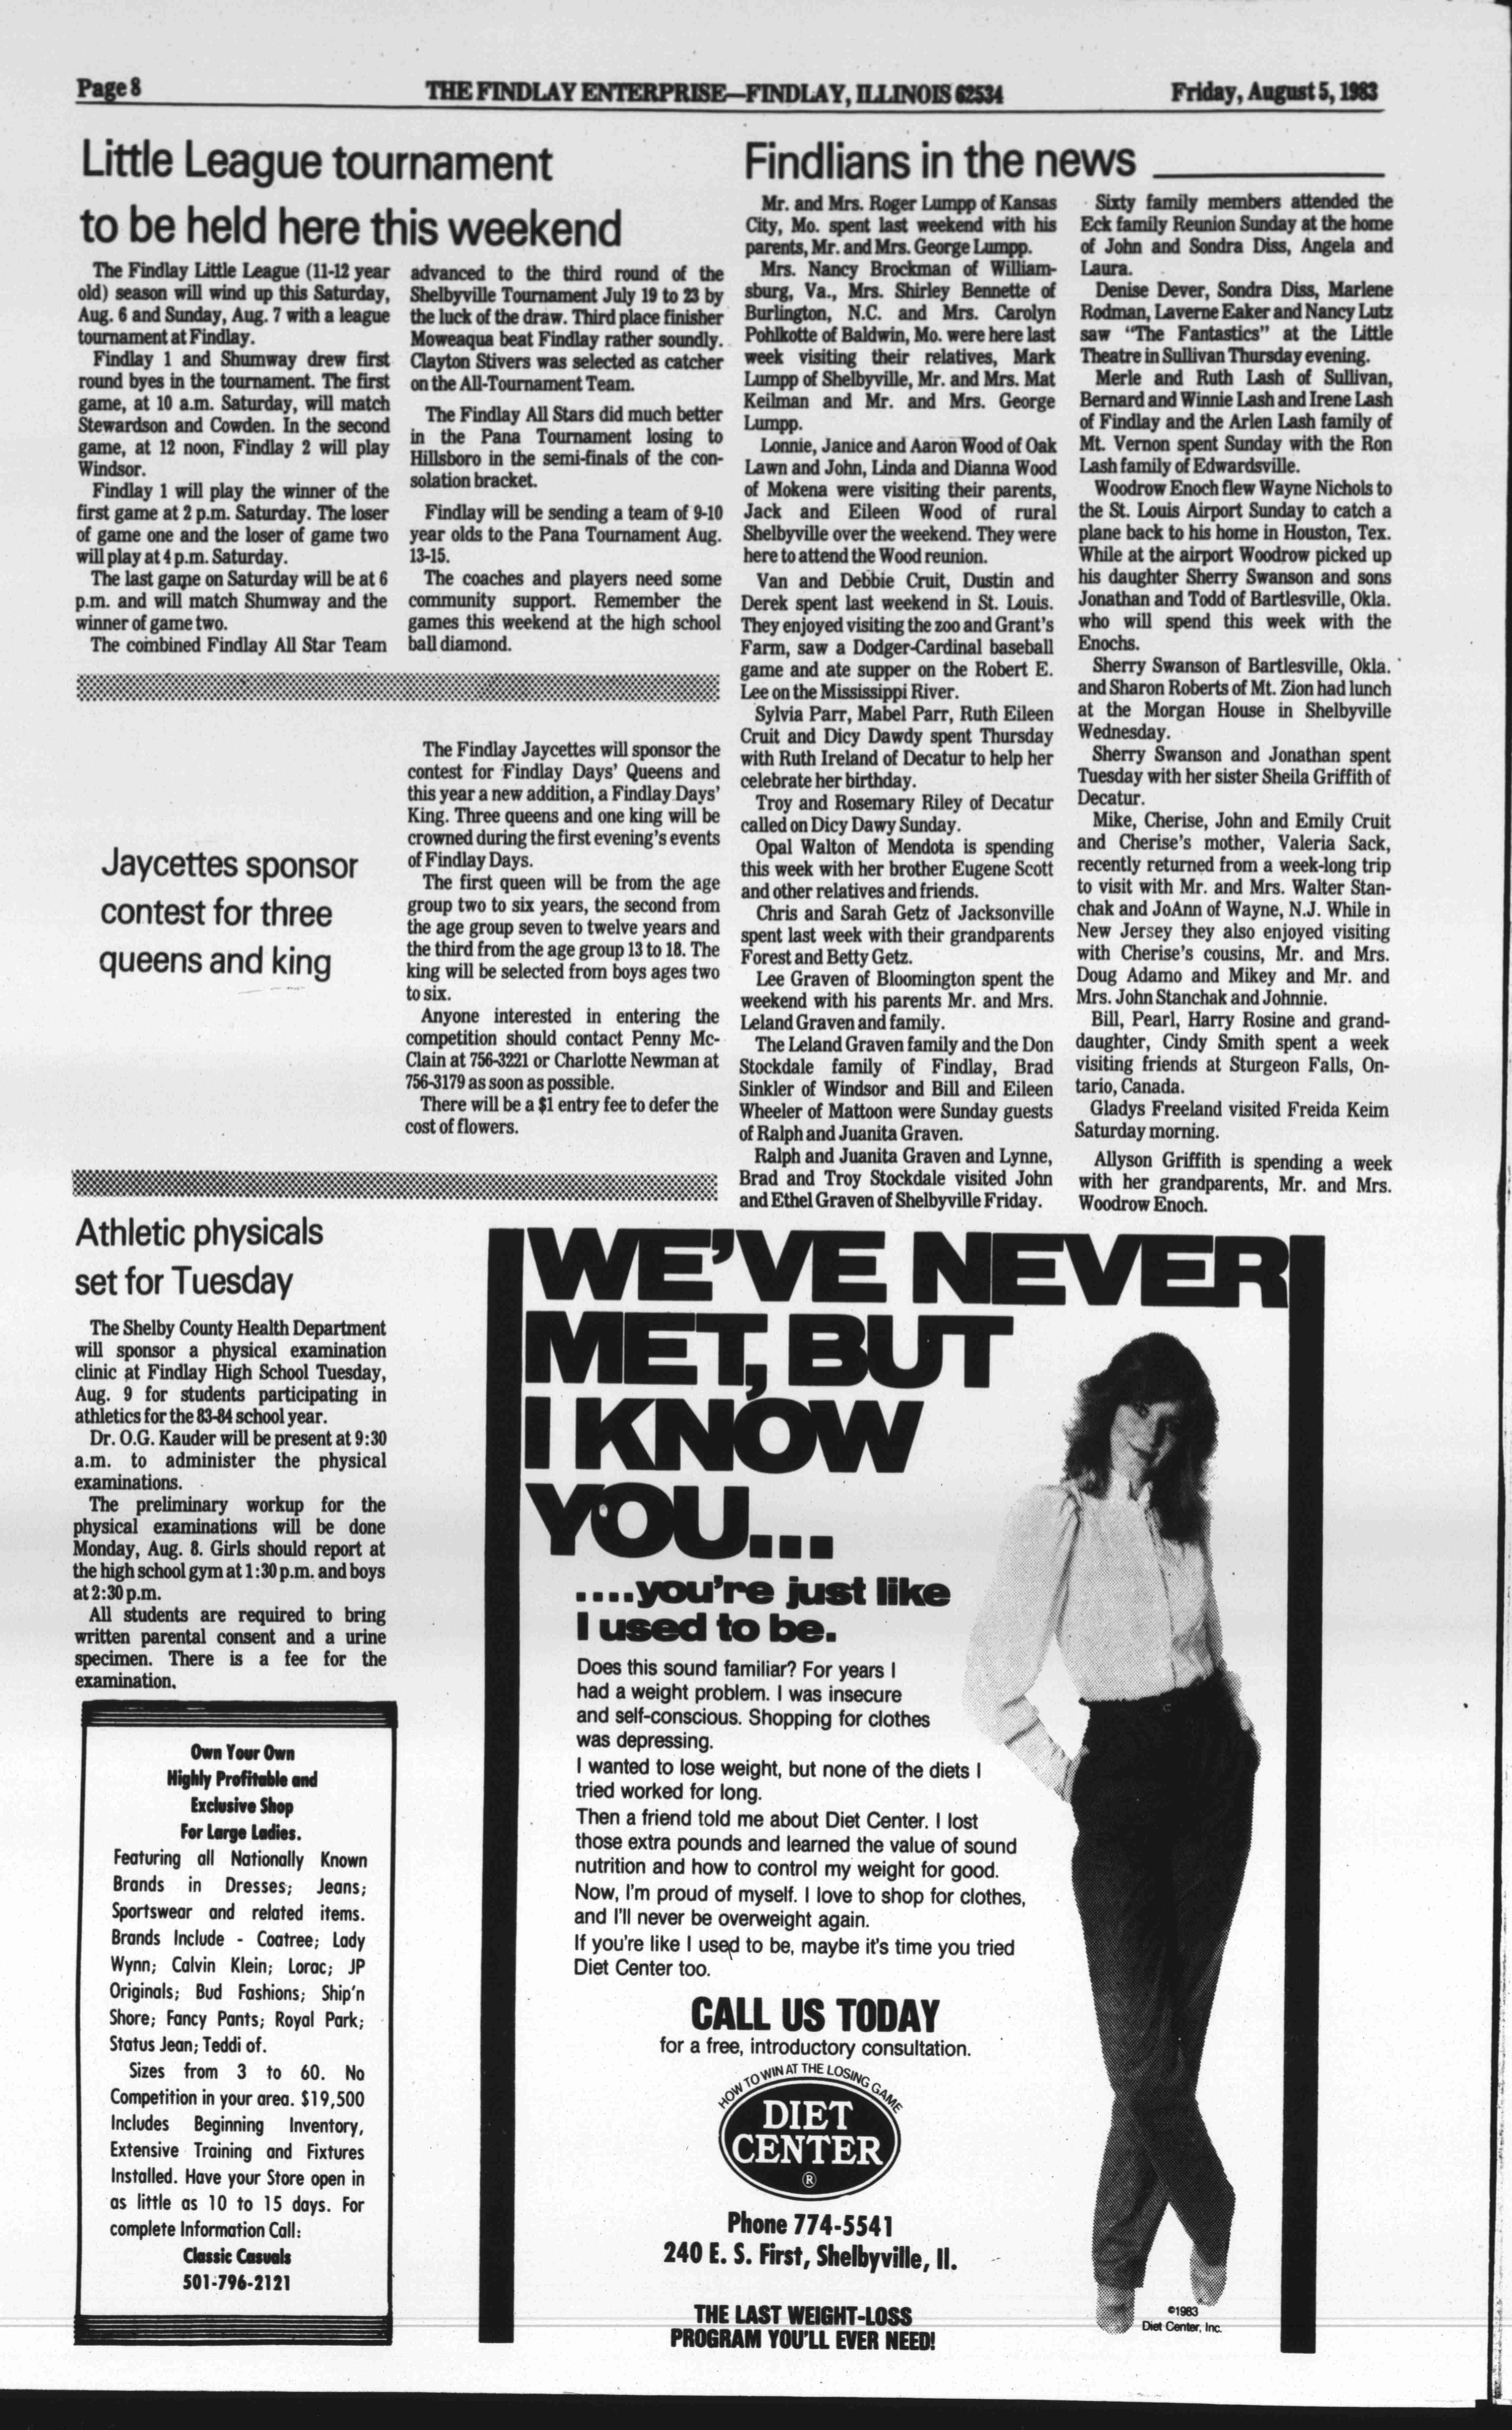 Page 8
THE FINDLAY ENTERPRISE—FINDLAY, ILLINOIS 62534
Friday, August 5, 1983
Little League tournament
to be held here this weekend
The Findlay Little League (11-12 year
old) season will wind up this Saturday,
Aug. 6 and Sunday, Aug. 7 with a league
tournament at Findlay.
Findlay 1 and Shumway drew first
round byes in the tournament. The first
game, at 10 a.m. Saturday, will match
Stewardson and Cowden. In the second
game, at 12 noon, Findlay 2 will play
Windsor.
Findlay 1 will play the winner of the
first game at 2 p.m. Saturday. The loser
of game one and the loser of game two
will play at 4 p.m. Saturday.
The last game on Saturday will be at 6
p.m. and will match Shumway and the
winner of game two.
The combined Findlay All Star Team
advanced to the third round of the
Shelbyville Tournament July 19 to 23 by
the luck of the draw. Third place finisher
Moweaqua beat Findlay rather soundly.
Clayton Stivers was selected as catcher
on the All-Tournament Team.
The Findlay All Stars did much better
in the Pana Tournament losing to
Hillsboro in the semi-finals of the con-
solation bracket.
Findlay will be sending a team of 9-10
year olds to the Pana Tournament Aug.
13-15.
The coaches and players need some
community support. Remember the
games this weekend at the high school
ball diamond.
Jaycettes sponsor
contest for three
queens and king
The Findlay Jaycettes will sponsor the
contest for Findlay Days' Queens and
this year a new addition, a Findlay Days'
King. Three queens and one king will be
crowned during the first evening's events
of Findlay Days.
The first queen will be from the age
group two to six years, the second from
the age group seven to twelve years and
the third from the age group 13 to 18. The
king will be selected from boys ages two
to six.
Anyone interested in entering the
competition should contact Penny Mc-
Clain at 756-3221 or Charlotte Newman at
756-3179 as soon as possible.
There will be a $1 entry fee to defer the
cost of flowers.
Findlians in the news
Mr. and Mrs. Roger Lumpp of Kansas
City, Mo. spent last weekend with his
parents, Mr. and Mrs. George Lumpp.
Mrs. Nancy Brockman of William-
sburg, Va., Mrs. Shirley Bennette of
Burlington, N.C. and Mrs. Carolyn
Pohlkotte of Baldwin, Mo. were here last
week visiting their relatives, Mark
Lumpp of Shelbyville, Mr. and Mrs. Mat
Keilman and Mr. and Mrs. George
Lumpp.
Lonnie, Janice and Aaron Wood of Oak
Lawn and John, Linda and Dianna Wood
of Mokena were visiting their parents,
Jack and Eileen Wood of rural
Shelbyville over the weekend. They were
here to attend the Wood reunion.
Van and Debbie Cruit, Dustin and
Derek spent last weekend in St. Louis.
They enjoyed visiting the zoo and Grant's
Farm, saw a Dodger-Cardinal baseball
game and ate supper on the Robert E.
Lee on the Mississippi River.
Sylvia Parr, Mabel Parr, Ruth Eileen
Cruit and Dicy Dawdy spent Thursday
with Ruth Ireland of Decatur to help her
celebrate her birthday.
Troy and Rosemary Riley of Decatur
called on Dicy Dawy Sunday.
Opal Walton of Mendota is spending
this week with her brother Eugene Scott
and other relatives and friends.
Chris and Sarah Getz of Jacksonville
spent last week with their grandparents
Forest and Betty Getz.
Lee Graven of Bloomington spent the
weekend with his parents Mr. and Mrs.
Leland Graven and family.
The Leland Graven family and the Don
Stockdale family of Findlay, Brad
Sinkler of Windsor and Bill and Eileen
Wheeler of Mattoon were Sunday guests
of Ralph and Juanita Graven.
Ralph and Juanita Graven and Lynne,
Brad and Troy Stockdale visited John
and Ethel Graven of Shelbyville Friday.
Sixty family members attended the
Eck family Reunion Sunday at the home
of John and Sondra Diss, Angela and
Laura.
Denise Dever, Sondra Diss, Marlene
Rodman, Laverne Eaker and Nancy Lutz
saw "The Fantastics" at the Little
Theatre in Sullivan Thursday evening.
Merle and Ruth Lash of Sullivan,
Bernard and Winnie Lash and Irene Lash
of Findlay and the Arlen Lash family of
Mt. Vernon spent Sunday with the Ron
Lash family of Edwardsville.
Woodrow Enoch flew Wayne Nichols to
the St. Louis Airport Sunday to catch a
plane back to his home in Houston, Tex.
While at the airport Woodrow picked up
his daughter Sherry Swanson and sons
Jonathan and Todd of Bartlesville, Okla.
who will spend this week with the
Enochs.
Sherry Swanson of Bartlesville, Okla.
and Sharon Roberts of Mt. Zion had lunch
at the Morgan House in Shelbyville
Wednesday.
Sherry Swanson and Jonathan spent
Tuesday with her sister Sheila Griffith of
Decatur.
Mike, Cherise, John and Emily Cruit
and Cherise's mother, Valeria Sack,
recently returned from a week-long trip
to visit with Mr. and Mrs. Walter Stan-
chak and JoAnn of Wayne, N.J. While in
New Jersey they also enjoyed visiting
with Cherise's cousins, Mr. and Mrs.
Doug Adamo and Mikey and Mr. and
Mrs. John Stanchak and Johnnie.
Bill, Pearl, Harry Rosine and grand-
daughter, Cindy Smith spent a week
visiting friends at Sturgeon Falls, On-
tario, Canada.
Gladys Freeland visited Freida Keim
Saturday morning.
Allyson Griffith is spending a week
with her grandparents, Mr. and Mrs.
Woodrow Enoch.
Athletic physicals
set for Tuesday
The Shelby County Health Department
will sponsor a physical examination
clinic at Findlay High School Tuesday,
Aug. 9 for students participating in
athletics for the 83-84 school year.
Dr. O.G. Kauder will be present at 9:30
a.m. to administer the physical
examinations.
The preliminary workup for the
physical examinations will be done
Monday, Aug. 8. Girls should report at
the high school gym at 1:30 p.m. and boys
at 2:30 p.m.
All students are required to bring
written parental consent and a urine
specimen. There is a fee for the
examination.
Own Your Own
Highly Profitable and
Exclusive Shop
For Large Ladies.
Featuring all Nationally Known
Brands in Dresses; Jeans;
Sportswear and related items.
Brands Include - Coatree; Lady
Wynn; Calvin Klein; Lorac; JP
Originals; Bud Fashions; Ship'n
Shore; Fancy Pants; Royal Park;
Status Jean; Teddi of.
Sizes from 3 to 60. No
Competition in your area. $19,500
Includes Beginning Inventory,
Extensive Training and Fixtures
Installed. Have your Store open in
as little as 10 to 15 days. For
complete Information Call:
Classic Casuals
501-796-2121
WE'VE NEVER
MET, BUT
I KNOW
YOU...
....you're just like
I used to be.
Does this sound familiar? For years I
had a weight problem. I was insecure
and self-conscious. Shopping for clothes
was depressing.
I wanted to lose weight, but none of the diets I
tried worked for long.
Then a friend told me about Diet Center. I lost
those extra pounds and learned the value of sound
nutrition and how to control my weight for good.
Now, I'm proud of myself. I love to shop for clothes,
and I'll never be overweight again.
If you're like I used to be, maybe it's time you tried
Diet Center too.
CALL US TODAY
for a free, introductory consultation.
HOW TO WIN AT THE LOSING GAME
DIET
CENTER
®
Phone 774-5541
240 E. S. First, Shelbyville, Il.
THE LAST WEIGHT-LOSS
PROGRAM YOU'LL EVER NEED!
©1983
Diet Center, Inc.